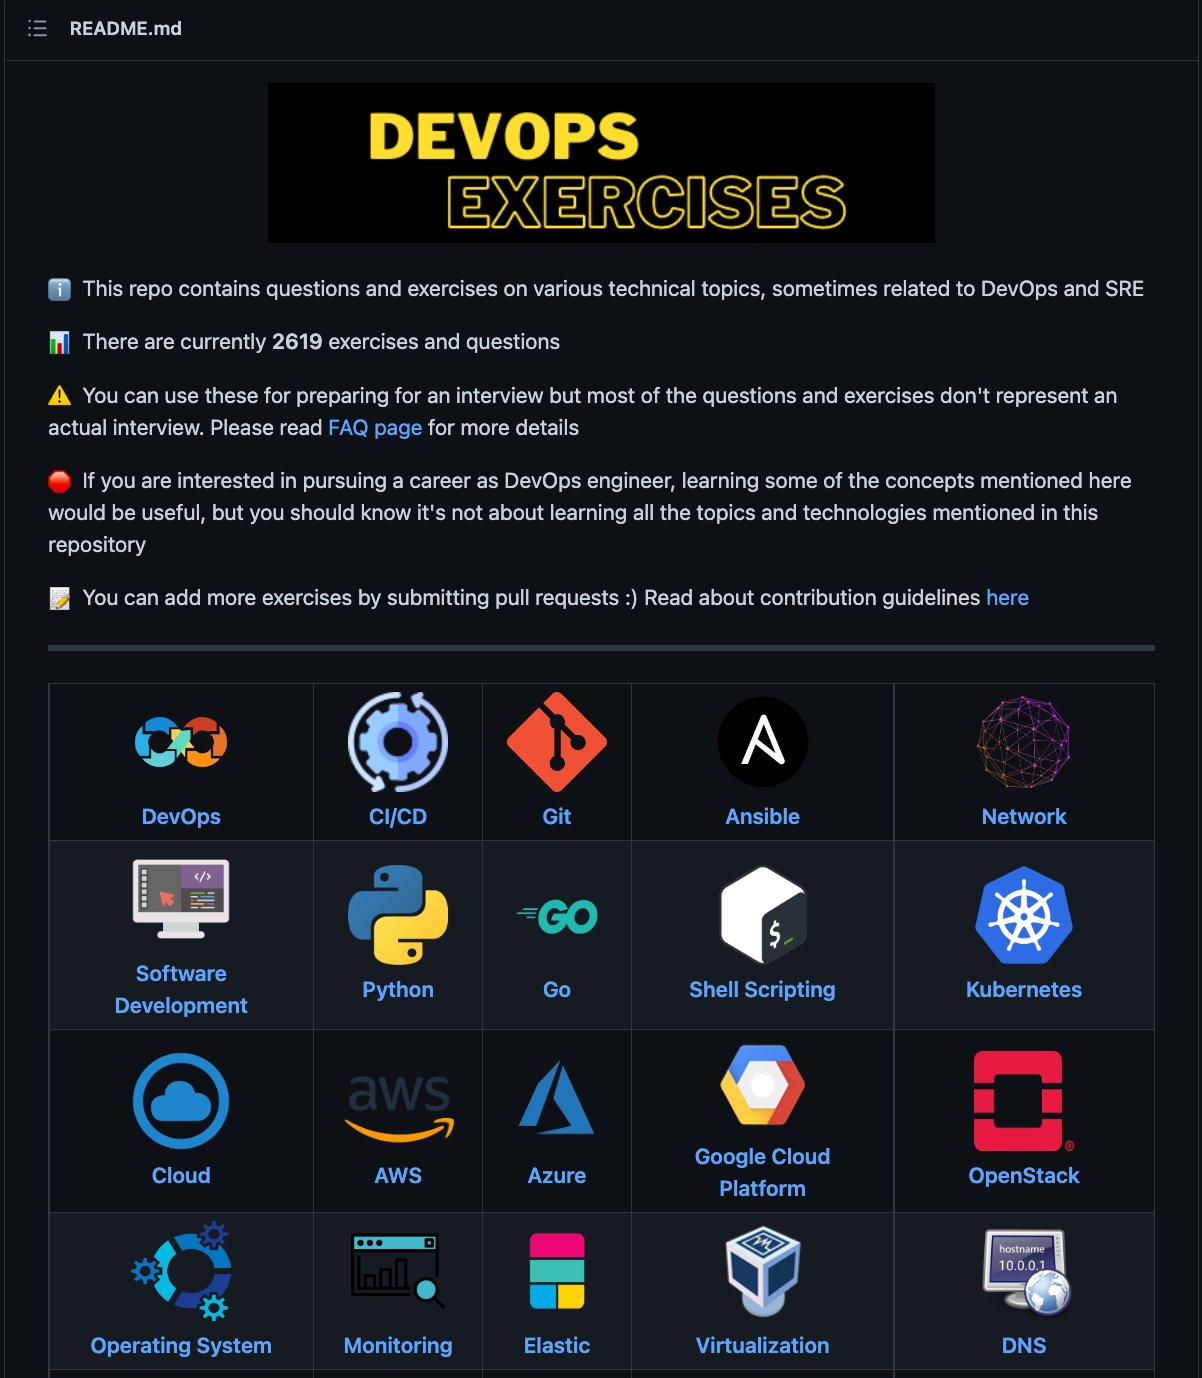 README.md
DEVOPS
EXERCISES
This repo contains questions and exercises on various technical topics, sometimes related to DevOps and SRE
There are currently 2619 exercises and questions
You can use these for preparing for an interview but most of the questions and exercises don't represent an
actual interview. Please read FAQ page for more details
If you are interested in pursuing a career as DevOps engineer, learning some of the concepts mentioned here
would be useful, but you should know it's not about learning all the topics and technologies mentioned in this
repository
You can add more exercises by submitting pull requests :) Read about contribution guidelines here
DevOps
CI/CD
Git
Ansible
Network
</>
Software
Development
Python
GO
Go
$_
Shell Scripting
Kubernetes
Cloud
aws
AWS
Azure
Google Cloud
Platform
®
OpenStack
Operating System
Monitoring
Elastic
Virtualization
hostname
10.0.0.1
DNS